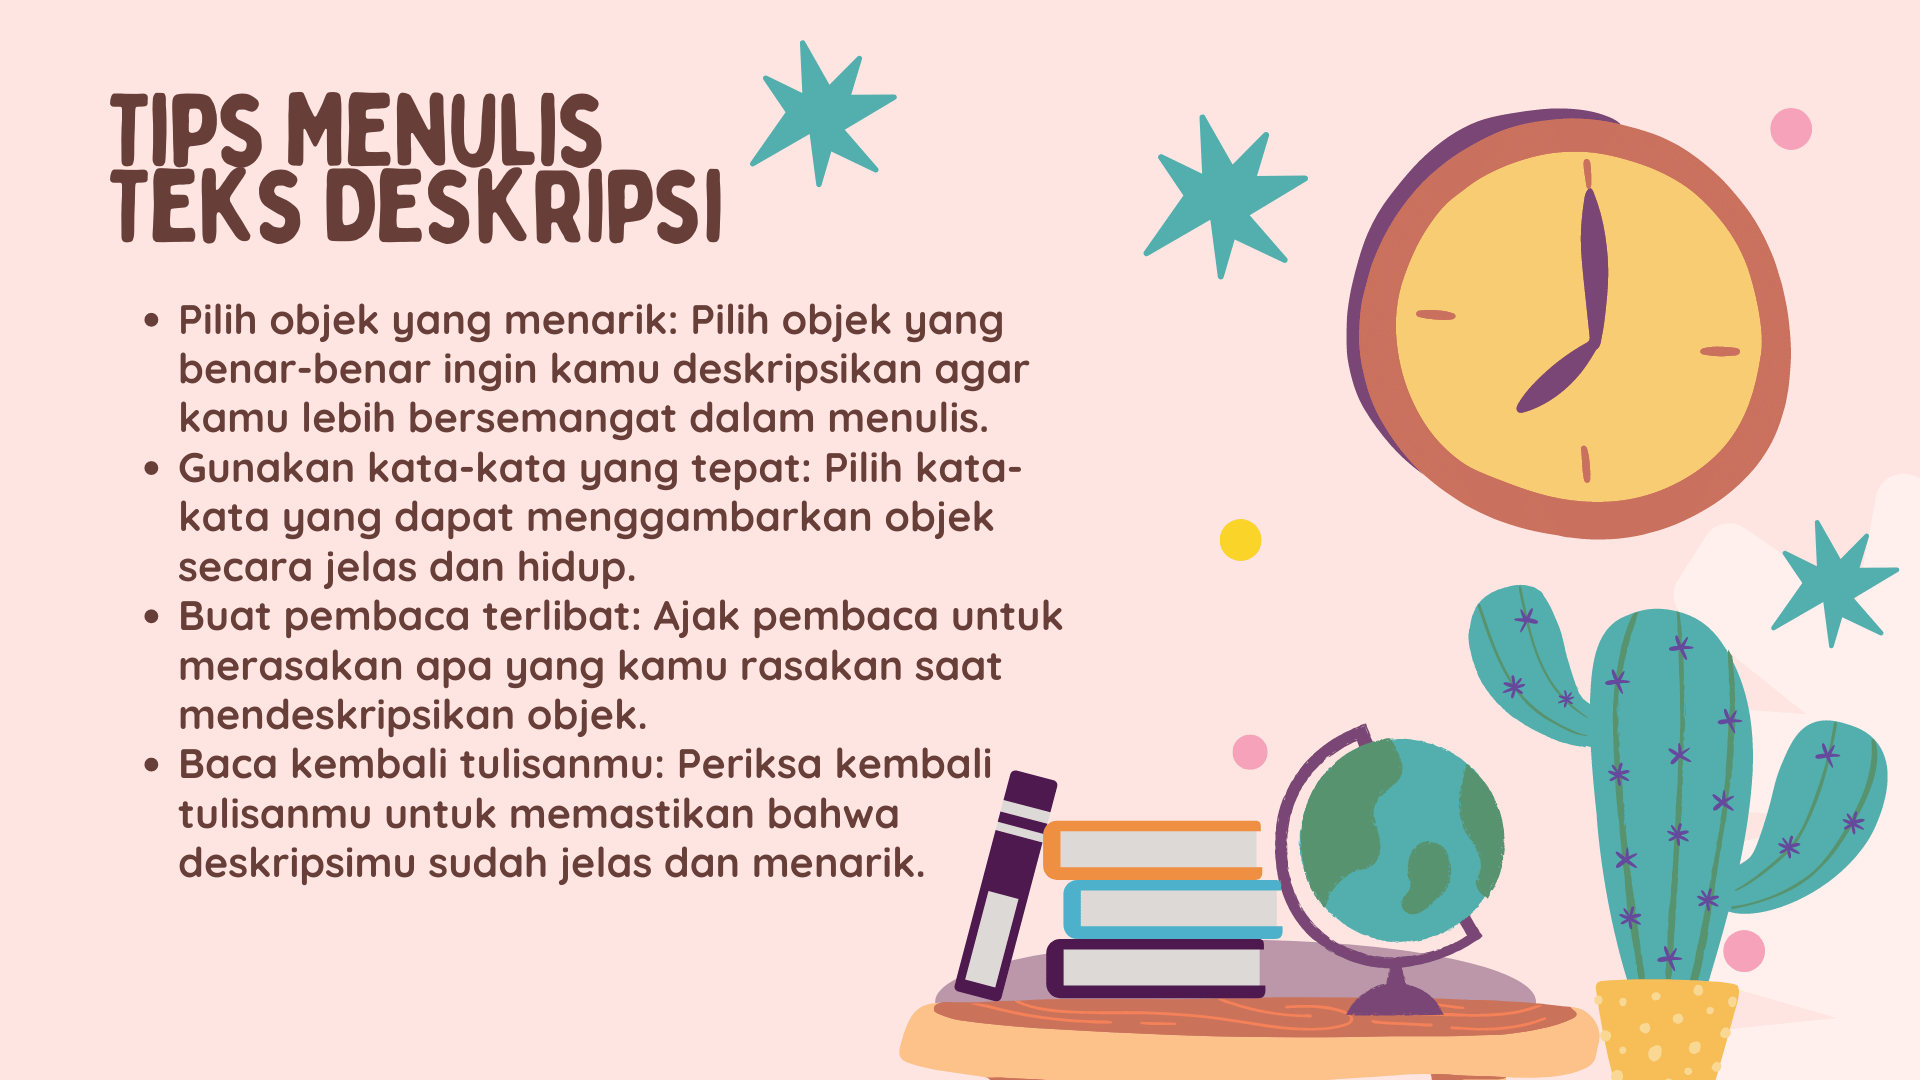 TIPS MENULIS
TEKS DESKRIPSI
• Pilih objek yang menarik: Pilih objek yang
benar-benar ingin kamu deskripsikan agar
kamu lebih bersemangat dalam menulis.
• Gunakan kata-kata yang tepat: Pilih kata-
kata yang dapat menggambarkan objek
secara jelas dan hidup.
• Buat pembaca terlibat: Ajak pembaca untuk
merasakan apa yang kamu rasakan saat
mendeskripsikan objek.
• Baca kembali tulisanmu: Periksa kembali
tulisanmu untuk memastikan bahwa
deskripsimu sudah jelas dan menarik.